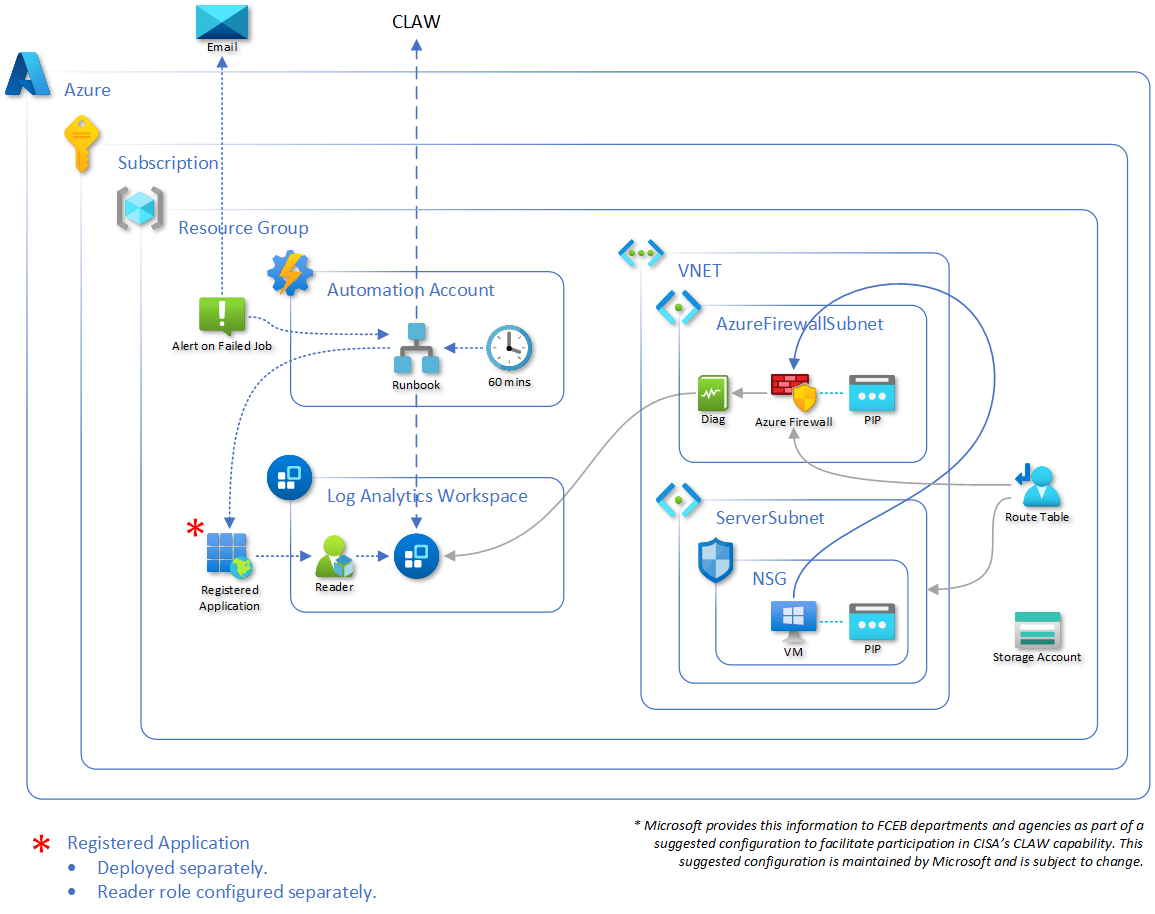 Email
CLAW
Azure
Subscription
Resource Group
Automation Account
Alert on Failed Job
Runbook
60 mins
VNET
AzureFirewallSubnet
Diag
Azure Firewall
PIP
Log Analytics Workspace
*
Registered
Application
Reader
ServerSubnet
NSG
VM
PIP
Route Table
Storage Account
* Registered Application
• Deployed separately.
• Reader role configured separately.
* Microsoft provides this information to FCEB departments and agencies as part of a
suggested configuration to facilitate participation in CISA's CLAW capability. This
suggested configuration is maintained by Microsoft and is subject to change.